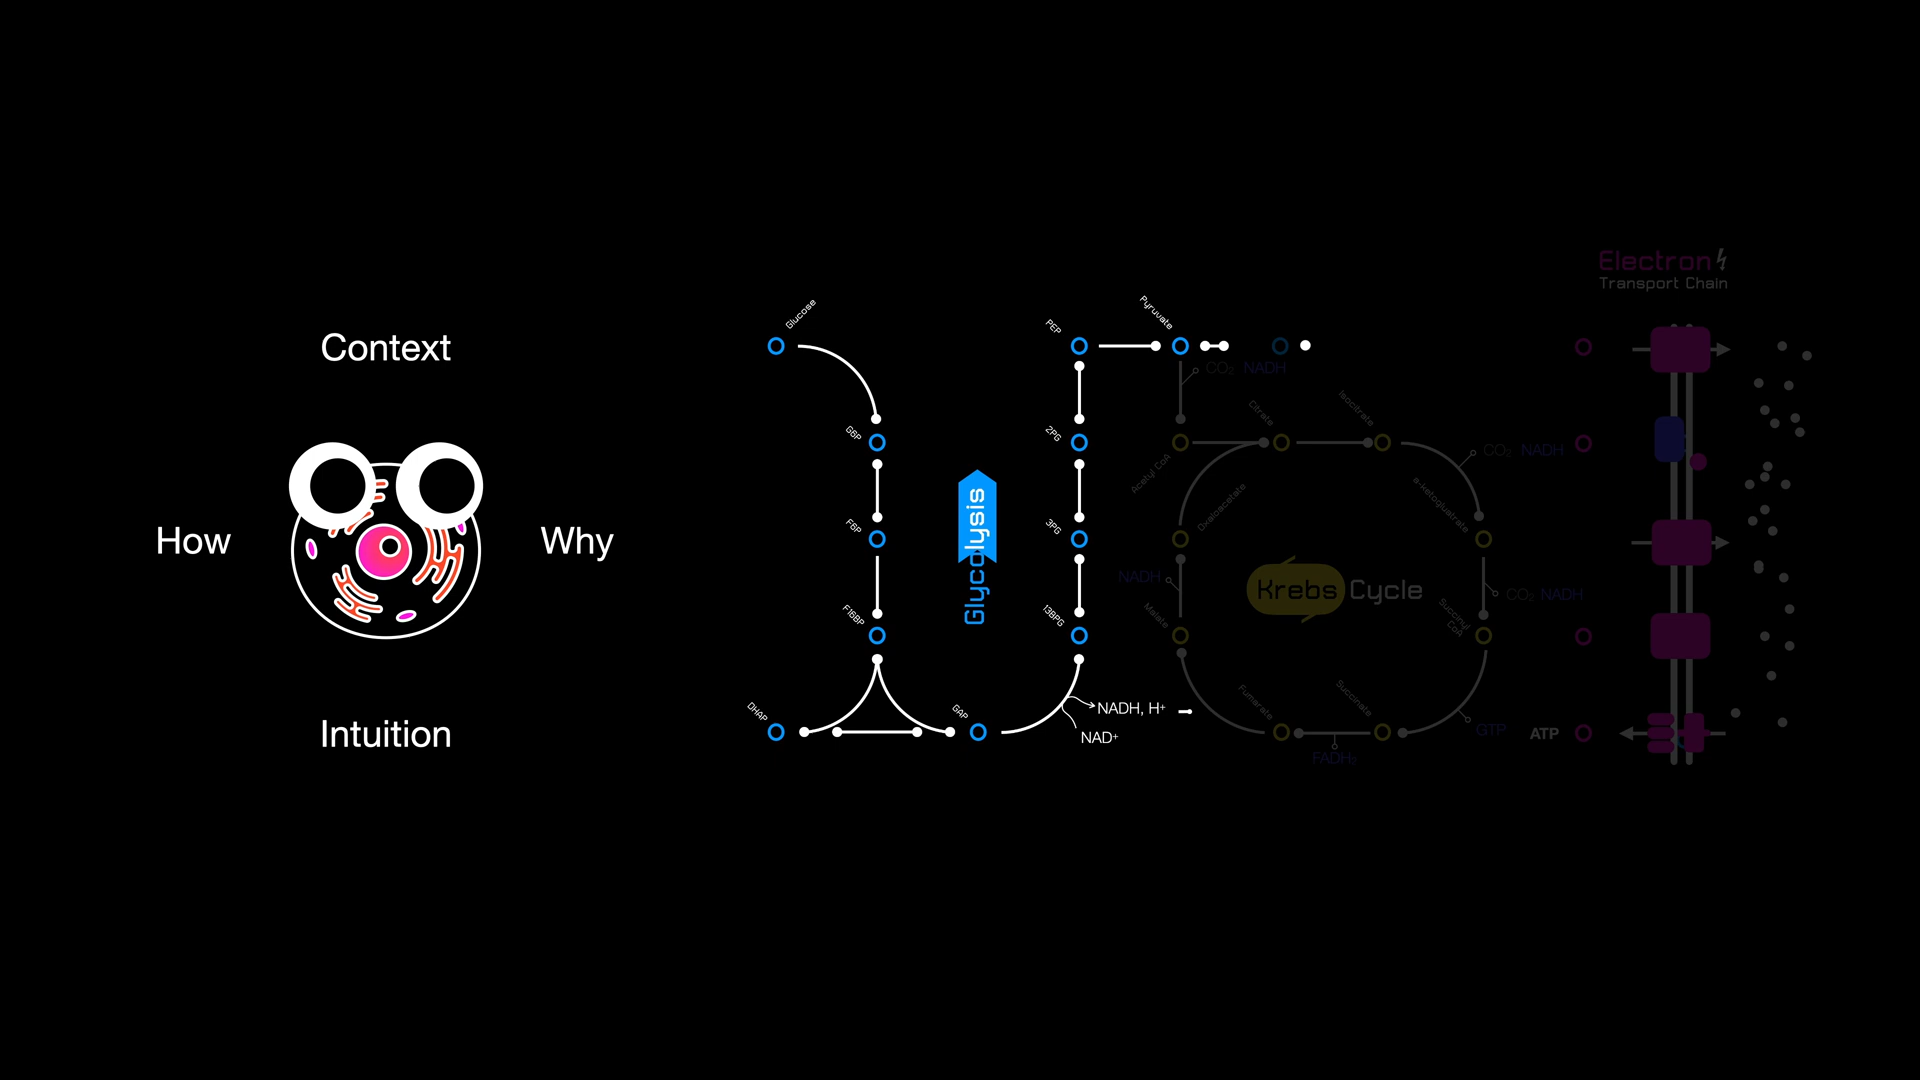 Context
How
Why
Intuition
Glucose
G6P
F6P
F16BP
DHAP
GAP
Glycolysis
13BPG
3PG
2PG
PEP
Pyruvate
NADH, H+
NAD+
CO₂ NADH
Acetyl CoA
Citrate
Isocitrate
CO₂ NADH
a-ketogluatrate
CO₂ NADH
Succinyl
CoA
GTP
Succinate
FADH₂
Fumarate
Malate
NADH
Oxaloacetate
Krebs Cycle
Electron
Transport Chain
ATP